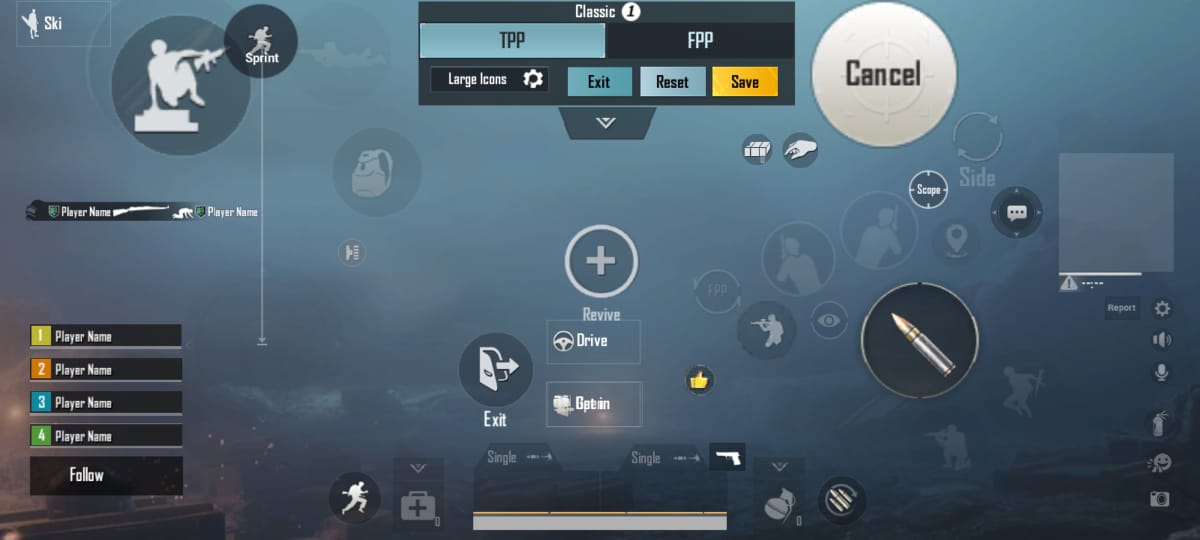 Ski
Sprint
Classic 1
TPP
FPP
Large Icons
Exit
Reset
Save
Cancel
Side
Scope
Player Name
Player Name
Revive
FPP
Report
Drive
1 Player Name
2 Player Name
3 Player Name
4 Player Name
Follow
Exit
Get in
Single
Single
0
0